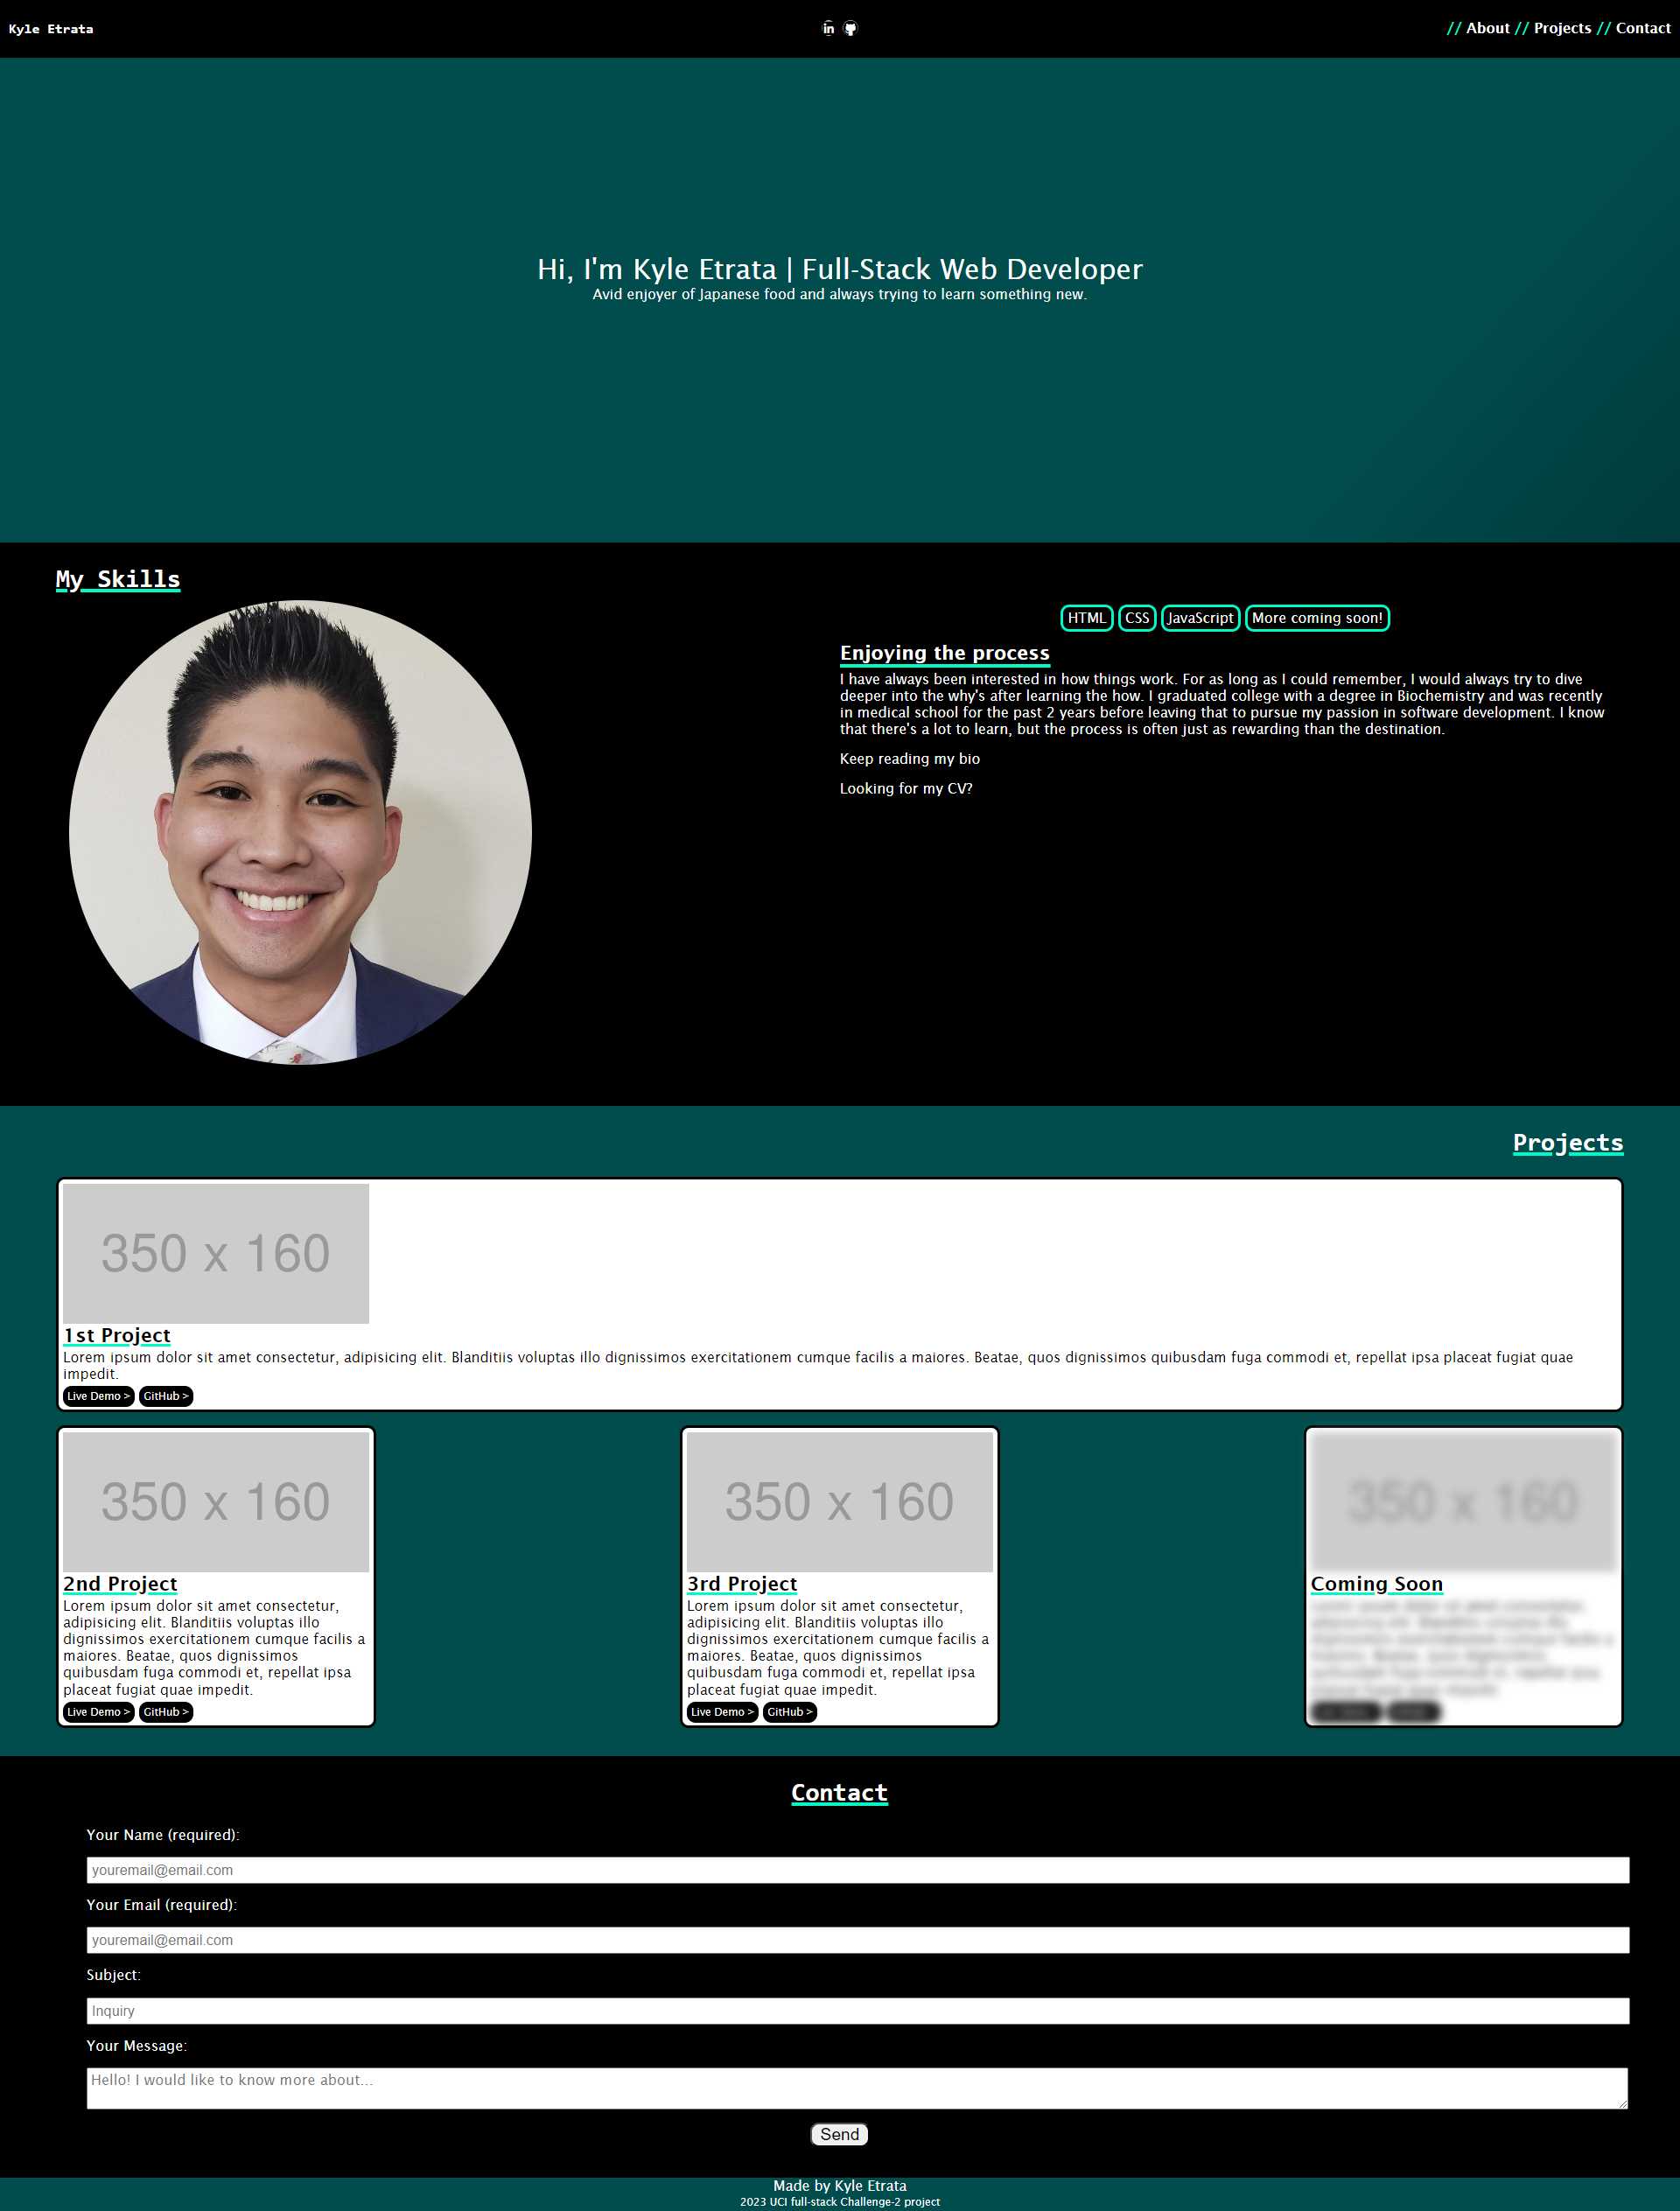 Kyle Etrata
in
// About // Projects // Contact
Hi, I'm Kyle Etrata | Full-Stack Web Developer
Avid enjoyer of Japanese food and always trying to learn something new.
My Skills
HTML CSS JavaScript More coming soon!
Enjoying the process
I have always been interested in how things work. For as long as I could remember, I would always try to dive
deeper into the why's after learning the how. I graduated college with a degree in Biochemistry and was recently
in medical school for the past 2 years before leaving that to pursue my passion in software development. I know
that there's a lot to learn, but the process is often just as rewarding than the destination.
Keep reading my bio
Looking for my CV?
Projects
350 x 160
1st Project
Lorem ipsum dolor sit amet consectetur, adipisicing elit. Blanditiis voluptas illo dignissimos exercitationem cumque facilis a maiores. Beatae, quos dignissimos quibusdam fuga commodi et, repellat ipsa placeat fugiat quae
impedit.
Live Demo > GitHub >
350 x 160
2nd Project
Lorem ipsum dolor sit amet consectetur,
adipisicing elit. Blanditiis voluptas illo
dignissimos exercitationem cumque facilis a
maiores. Beatae, quos dignissimos
quibusdam fuga commodi et, repellat ipsa
placeat fugiat quae impedit.
Live Demo > GitHub >
350 x 160
3rd Project
Lorem ipsum dolor sit amet consectetur,
adipisicing elit. Blanditiis voluptas illo
dignissimos exercitationem cumque facilis a
maiores. Beatae, quos dignissimos
quibusdam fuga commodi et, repellat ipsa
placeat fugiat quae impedit.
Live Demo > GitHub >
350 x 160
Coming Soon
Contact
Your Name (required):
youremail@email.com
Your Email (required):
youremail@email.com
Subject:
Inquiry
Your Message:
Hello! I would like to know more about...
Send
Made by Kyle Etrata
2023 UCI full-stack Challenge-2 project